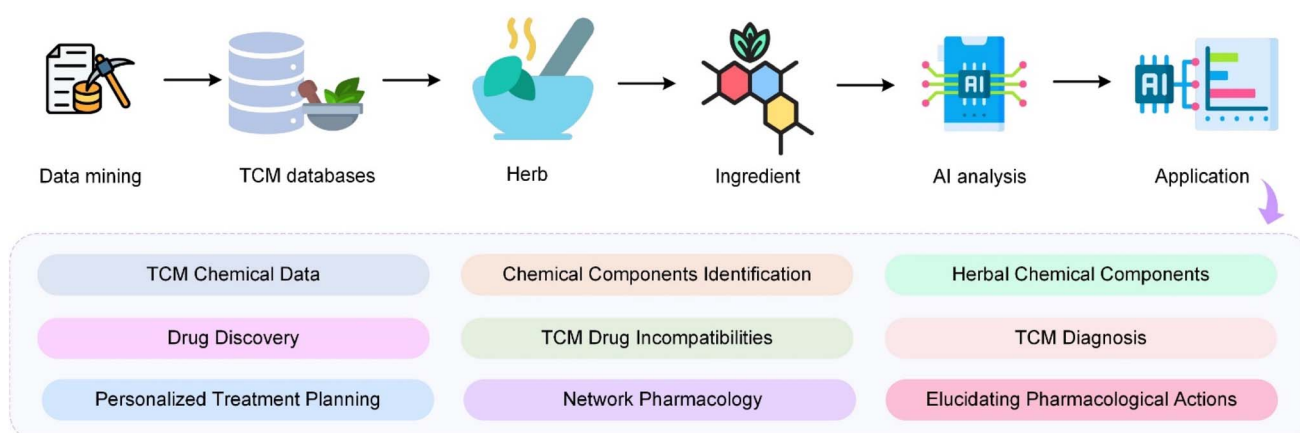 AI
AI
Data mining
TCM databases
Herb
Ingredient
AI analysis
Application
TCM Chemical Data
Chemical Components Identification
Herbal Chemical Components
Drug Discovery
TCM Drug Incompatibilities
TCM Diagnosis
Personalized Treatment Planning
Network Pharmacology
Elucidating Pharmacological Actions